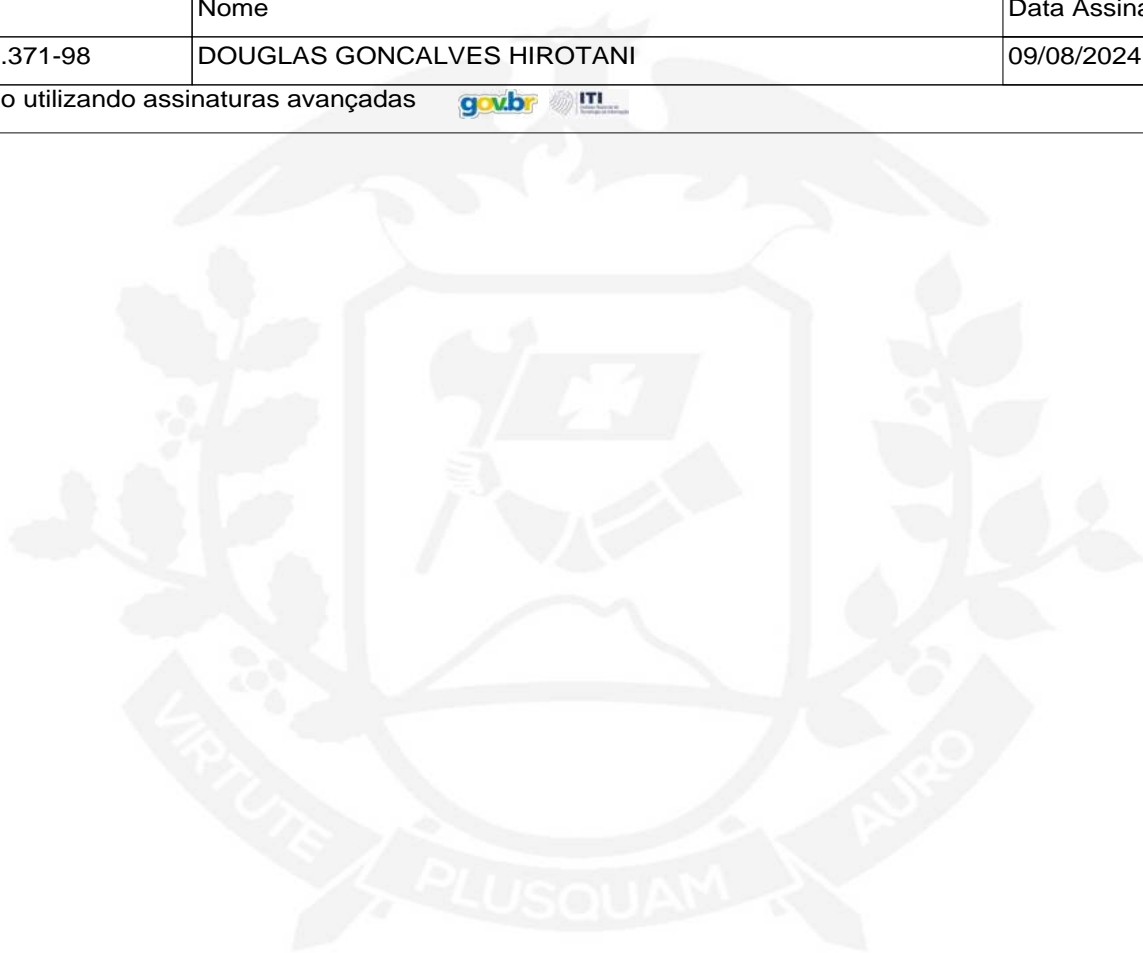 Nome Data Assina
.371-98 DOUGLAS GONCALVES HIROTANI 09/08/2024
o utilizando assinaturas avançadas gov.br ITI
VIRTUTE PLUSQUAM AURO